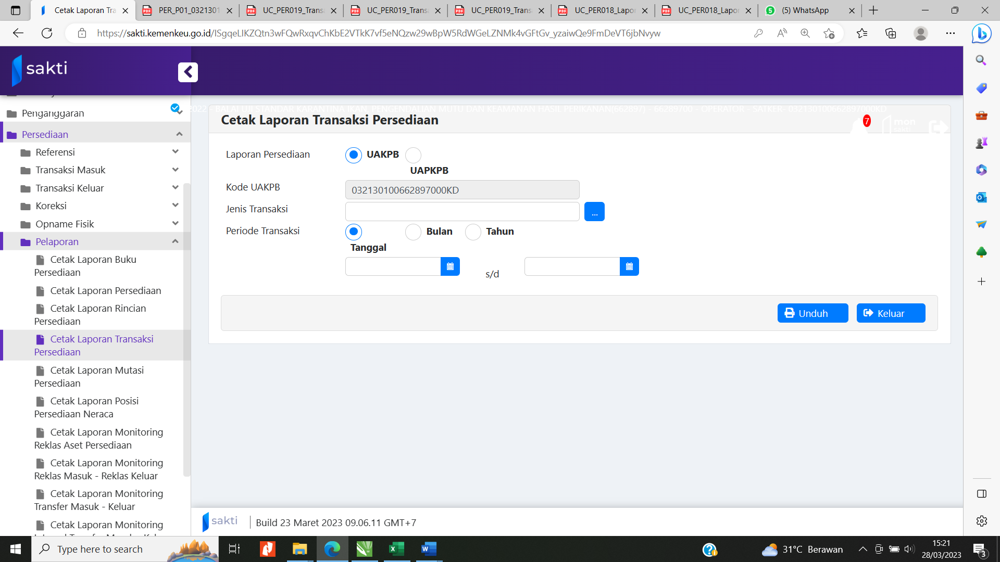 Cetak Laporan Tra
PER_P01_0321301
UC_PER019_Transa
UC_PER019_Transa
UC_PER019_Transa
UC_PER018_Lapor
UC_PER018_Lapor
(5) WhatsApp
https://sakti.kemenkeu.go.id/ISgqeLIKZQtn3wFQwRxqvChKbE2VTkK7vf5eNQzw29wBpW5RdWGeLZNMk4vGFtGv_yzaiwQe9FmDeVT6jbNvyw
sakti
2022 - BALAI UJI STANDAR KARANTINA IKAN, PENGENDALIAN MUTU DAN KEAMANAN HASIL PERIKANAN(662897) - 66289700 - OPERATOR - SATKER- 032130100662897000KD
7
mon
sakti
Penganggaran
Persediaan
Referensi
Transaksi Masuk
Transaksi Keluar
Koreksi
Opname Fisik
Pelaporan
Cetak Laporan Buku
Persediaan
Cetak Laporan Persediaan
Cetak Laporan Rincian
Persediaan
Cetak Laporan Transaksi
Persediaan
Cetak Laporan Mutasi
Persediaan
Cetak Laporan Posisi
Persediaan Neraca
Cetak Laporan Monitoring
Reklas Aset Persediaan
Cetak Laporan Monitoring
Reklas Masuk - Reklas Keluar
Cetak Laporan Monitoring
Transfer Masuk - Keluar
Cetak Laporan Monitoring
Cetak Laporan Transaksi Persediaan
Laporan Persediaan
UAKPB
UAPKPB
Kode UAKPB
032130100662897000KD
Jenis Transaksi
...
Periode Transaksi
Tanggal
Bulan
Tahun
s/d
Unduh
Keluar
sakti
Build 23 Maret 2023 09.06.11 GMT+7
Type here to search
31°C Berawan
15:21
28/03/2023
3